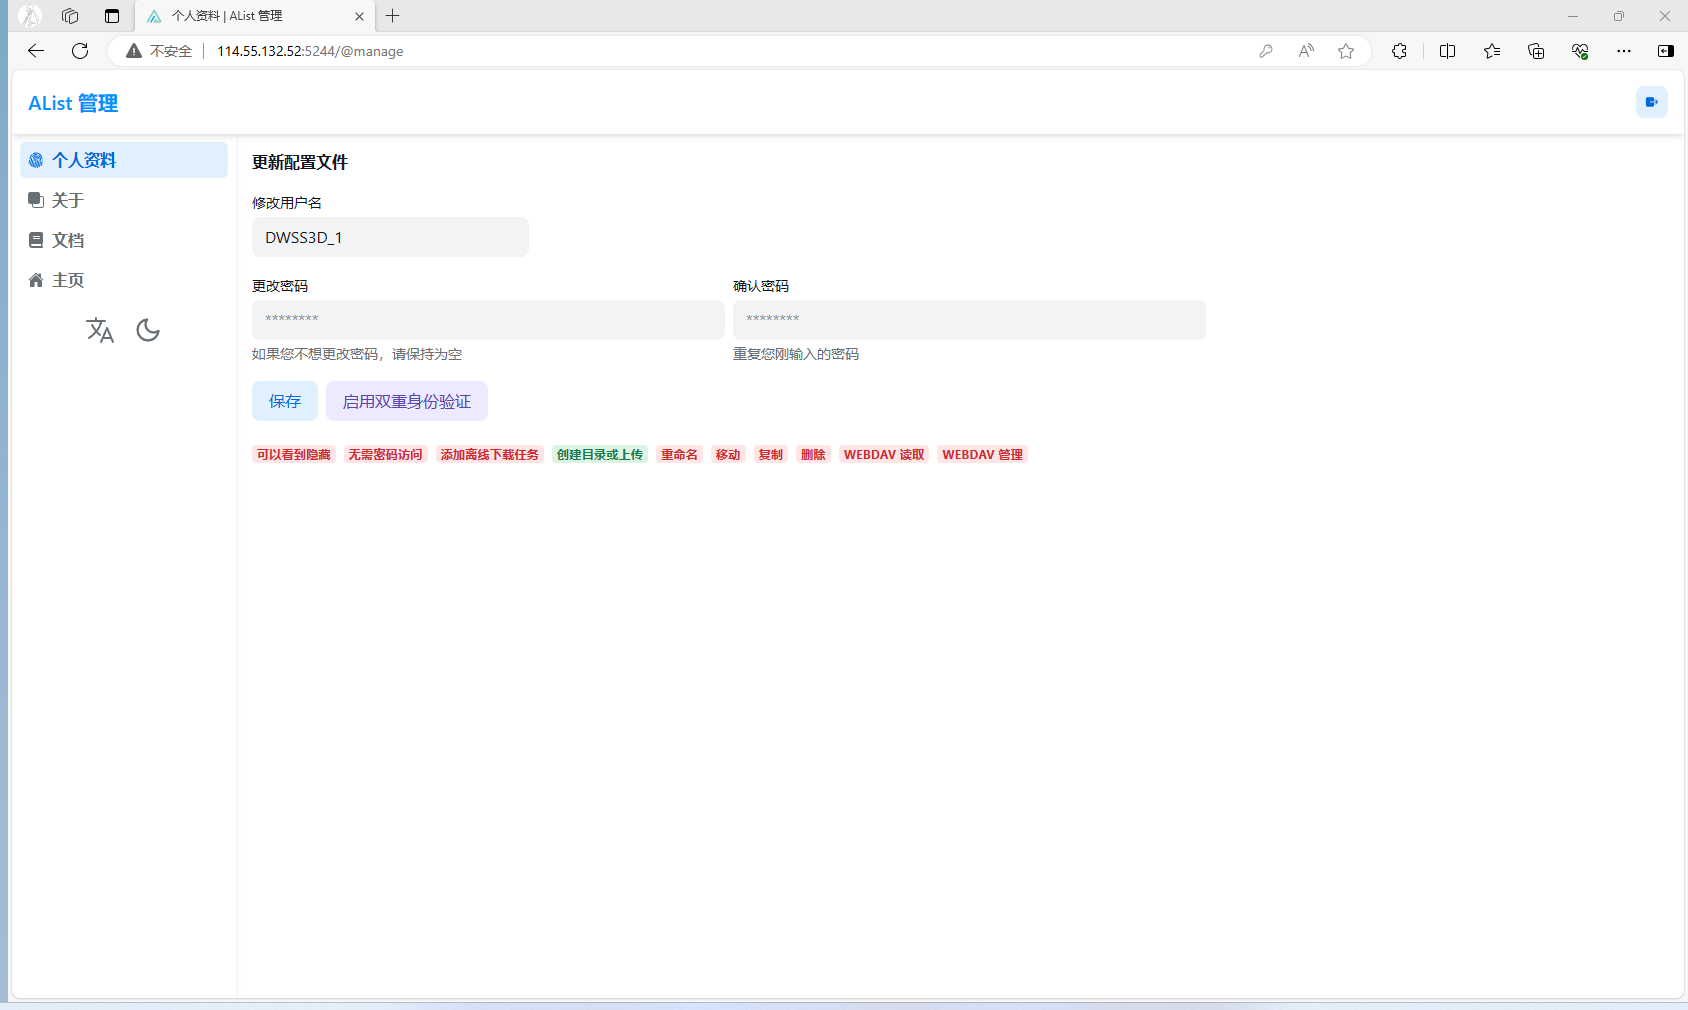 个人资料 | AList 管理
不安全 114.55.132.52:5244/@manage
AList 管理
个人资料
关于
文档
主页
更新配置文件
修改用户名
DWSS3D_1
更改密码
********
如果您不想更改密码，请保持为空
确认密码
********
重复您刚输入的密码
保存 启用双重身份验证
可以看到隐藏 无需密码访问 添加离线下载任务 创建目录或上传 重命名 移动 复制 删除 WEBDAV 读取 WEBDAV 管理